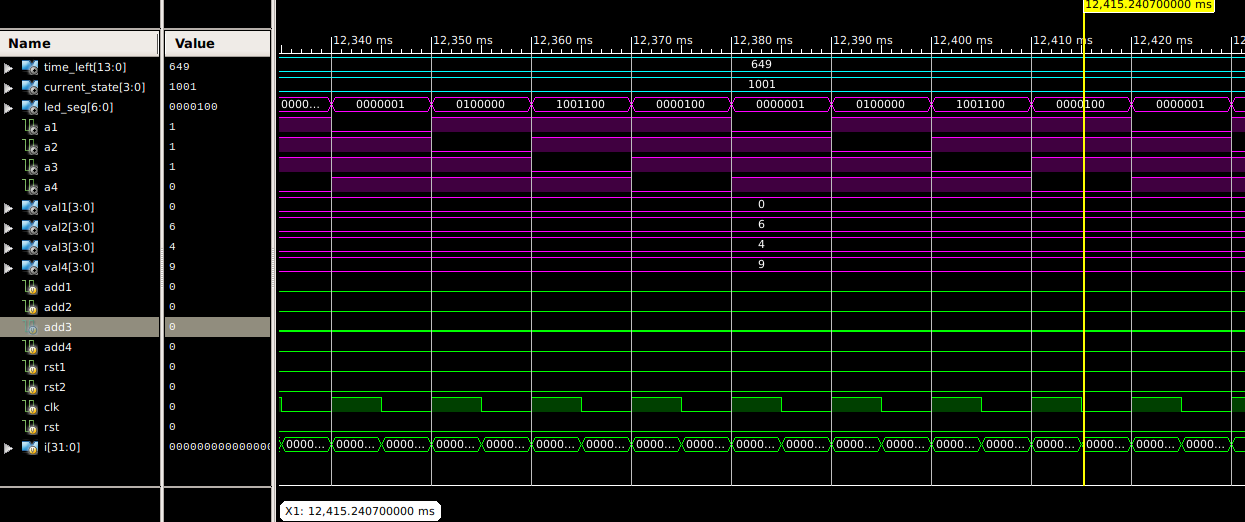 12,415.240700000 ms
Name Value
12,340 ms 12,350 ms 12,360 ms 12,370 ms 12,380 ms 12,390 ms 12,400 ms 12,410 ms 12,420 ms 12
time_left[13:0] 649 649
current_state[3:0] 1001 1001
led_seg[6:0] 0000100 0000... 0000001 0100000 1001100 0000100 0000001 0100000 1001100 0000100 0000001
a1 1
a2 1
a3 1
a4 0
val1[3:0] 0 0
val2[3:0] 6 6
val3[3:0] 4 4
val4[3:0] 9 9
add1 0
add2 0
add3 0
add4 0
rst1 0
rst2 0
clk 0
rst 0
i[31:0] 0000000000000000 0000... 0000... 0000... 0000... 0000... 0000... 0000... 0000... 0000... 0000... 0000... 0000... 0000... 0000... 0000... 0000... 0000... 0000... 0000...
X1: 12,415.240700000 ms